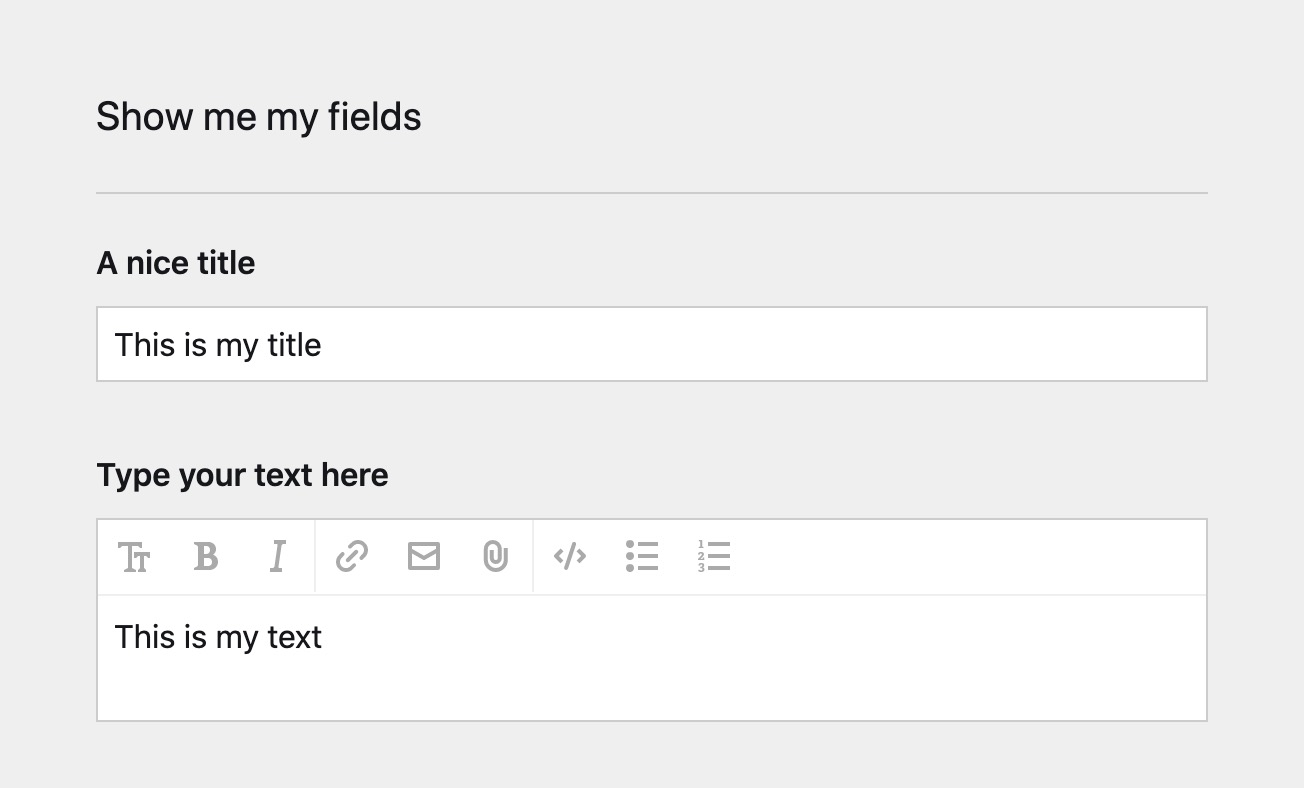 Show me my fields
A nice title
This is my title
Type your text here
This is my text